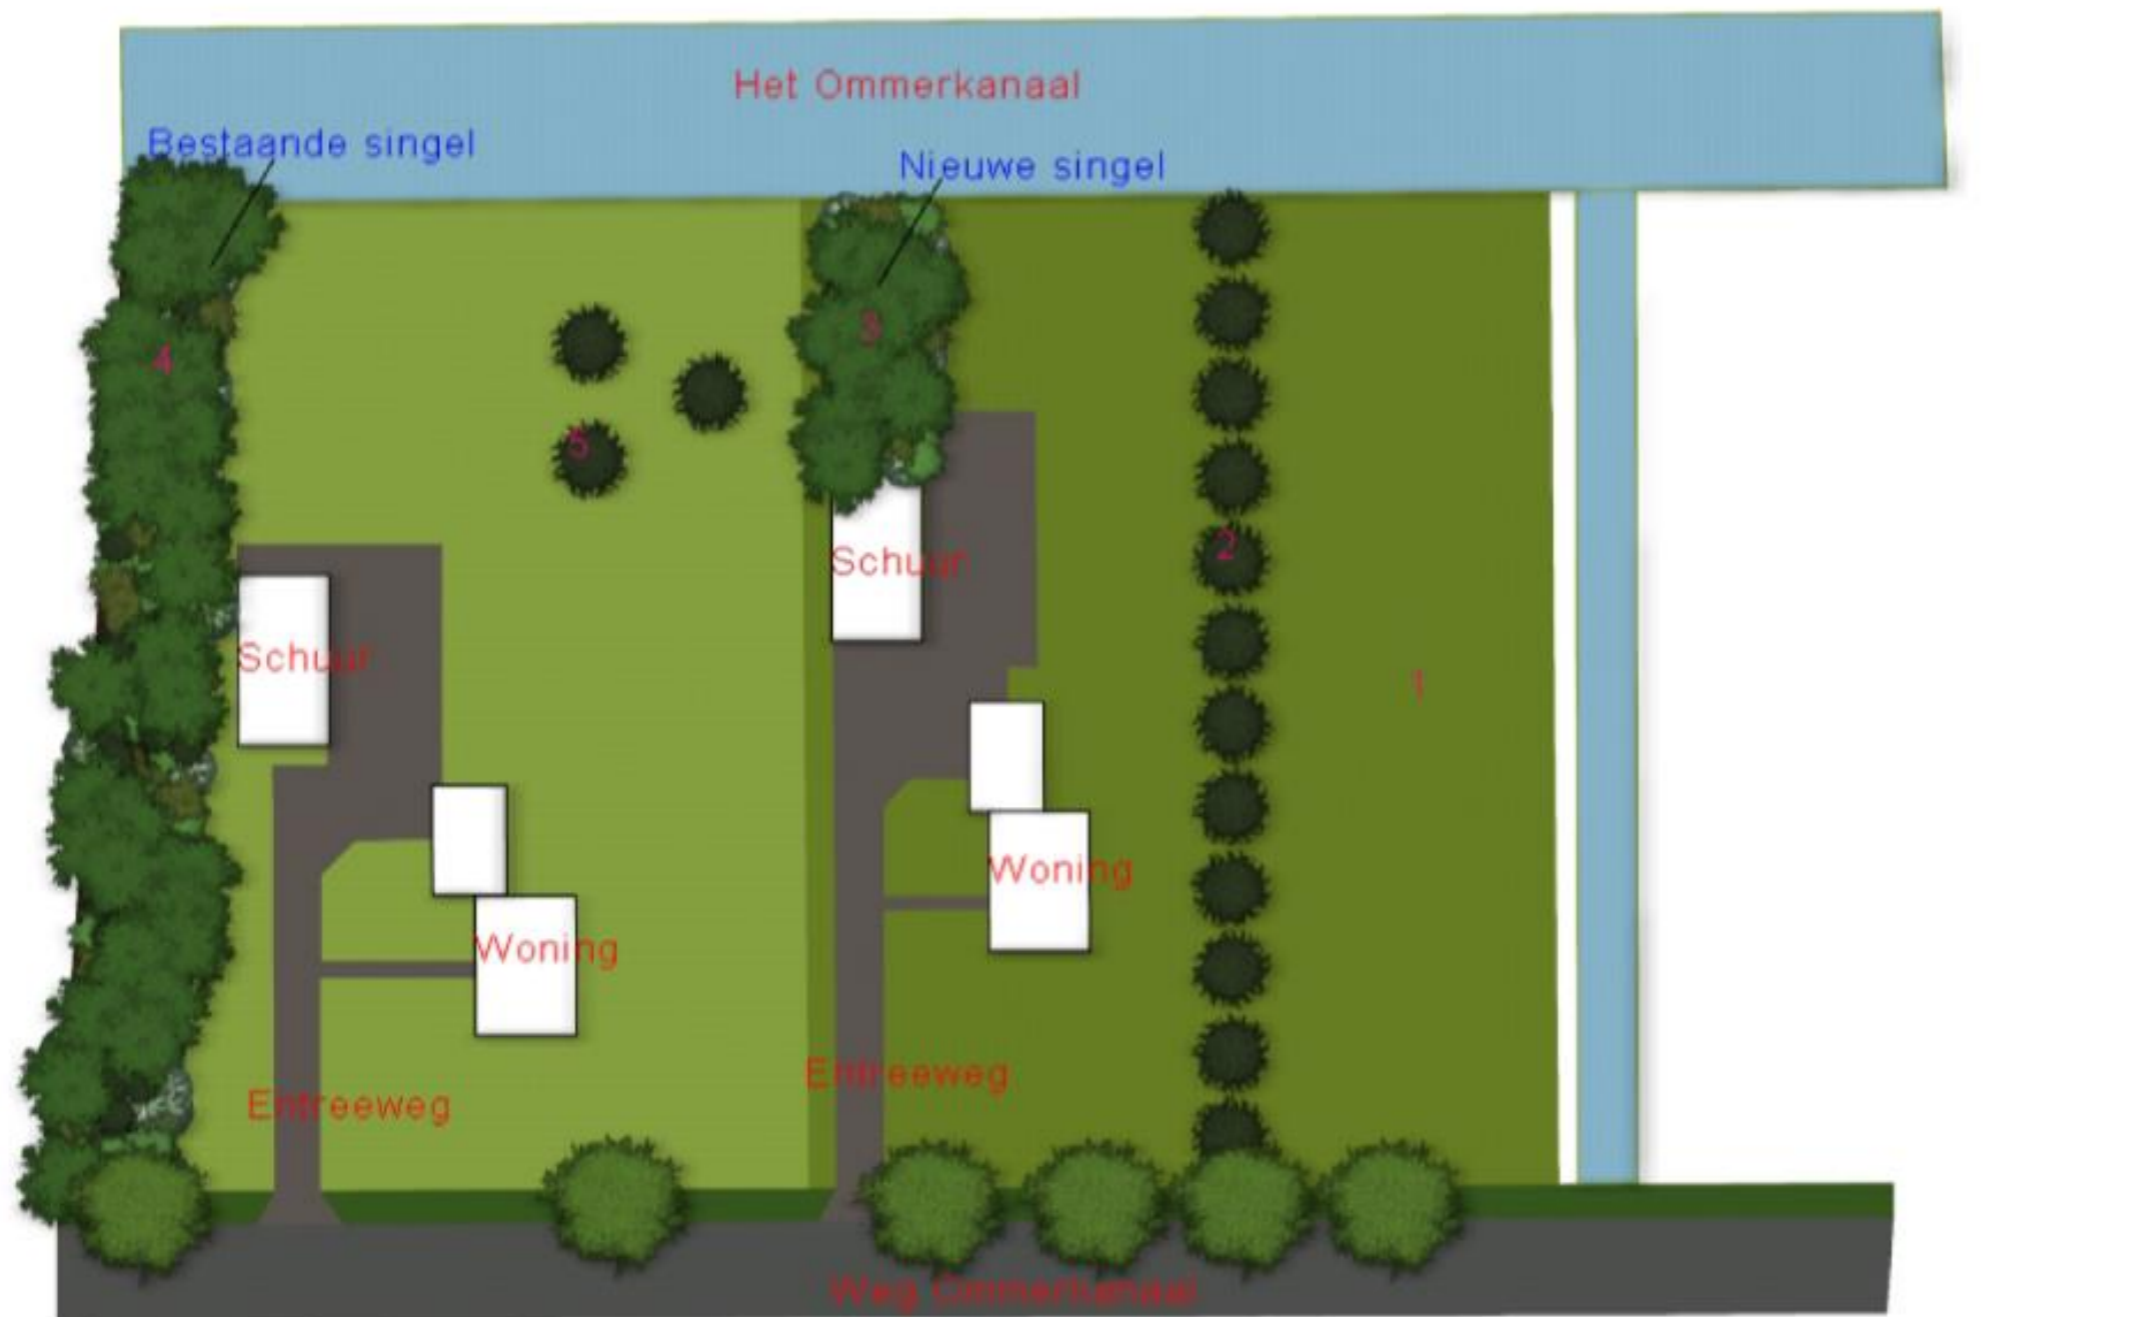 Het Ommerkanaal
Bestaande singel
Nieuwe singel
3
4
5
2
Schuur
Schuur
1
Woning
Woning
Entreeweg
Entreeweg
Weg Ommerkanaal